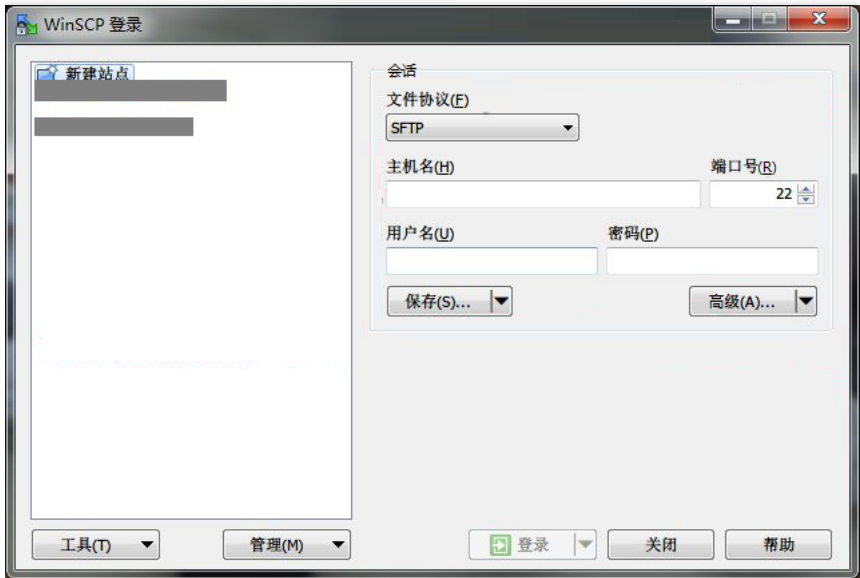 WinSCP 登录
新建站点
会话
文件协议(F)
SFTP
主机名(H) 端口号(R)
22
用户名(U) 密码(P)
保存(S)... 高级(A)...
工具(T) 管理(M) 登录 关闭 帮助